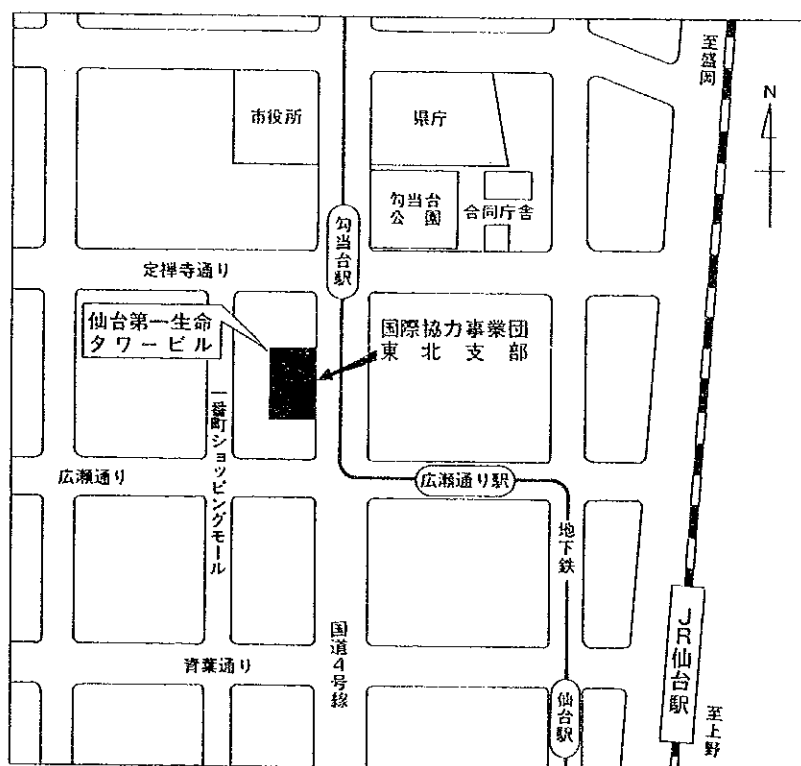 至盛岡
N
市役所
県庁
勾当台
公園
合同庁舎
勾当台駅
定禅寺通り
仙台第一生命
タワービル
国際協力事業団
東北支部
一番町ショッピングモール
広瀬通り
広瀬通り駅
地下鉄
国道4号線
青葉通り
仙台駅
JR仙台駅
至上野